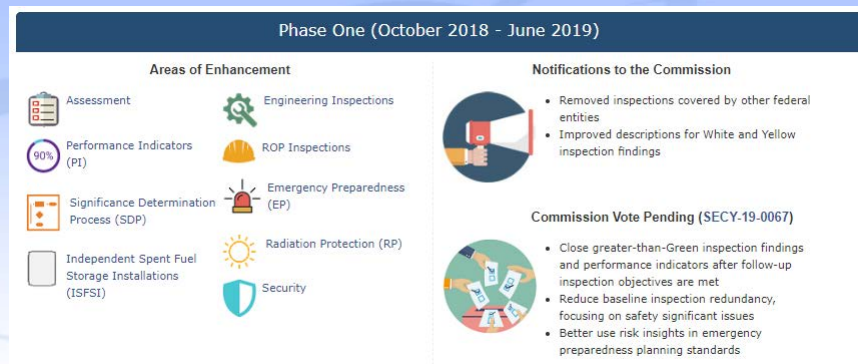 Phase One (October 2018 - June 2019)
Areas of Enhancement
Assessment
90%
Performance Indicators
(PI)
Significance Determination
Process (SDP)
Independent Spent Fuel
Storage Installations
(ISFSI)
Engineering Inspections
ROP Inspections
Emergency Preparedness
(EP)
Radiation Protection (RP)
Security
Notifications to the Commission
• Removed inspections covered by other federal
entities
• Improved descriptions for White and Yellow
inspection findings
Commission Vote Pending (SECY-19-0067)
• Close greater-than-Green inspection findings
and performance indicators after follow-up
inspection objectives are met
• Reduce baseline inspection redundancy,
focusing on safety significant issues
• Better use risk insights in emergency
preparedness planning standards